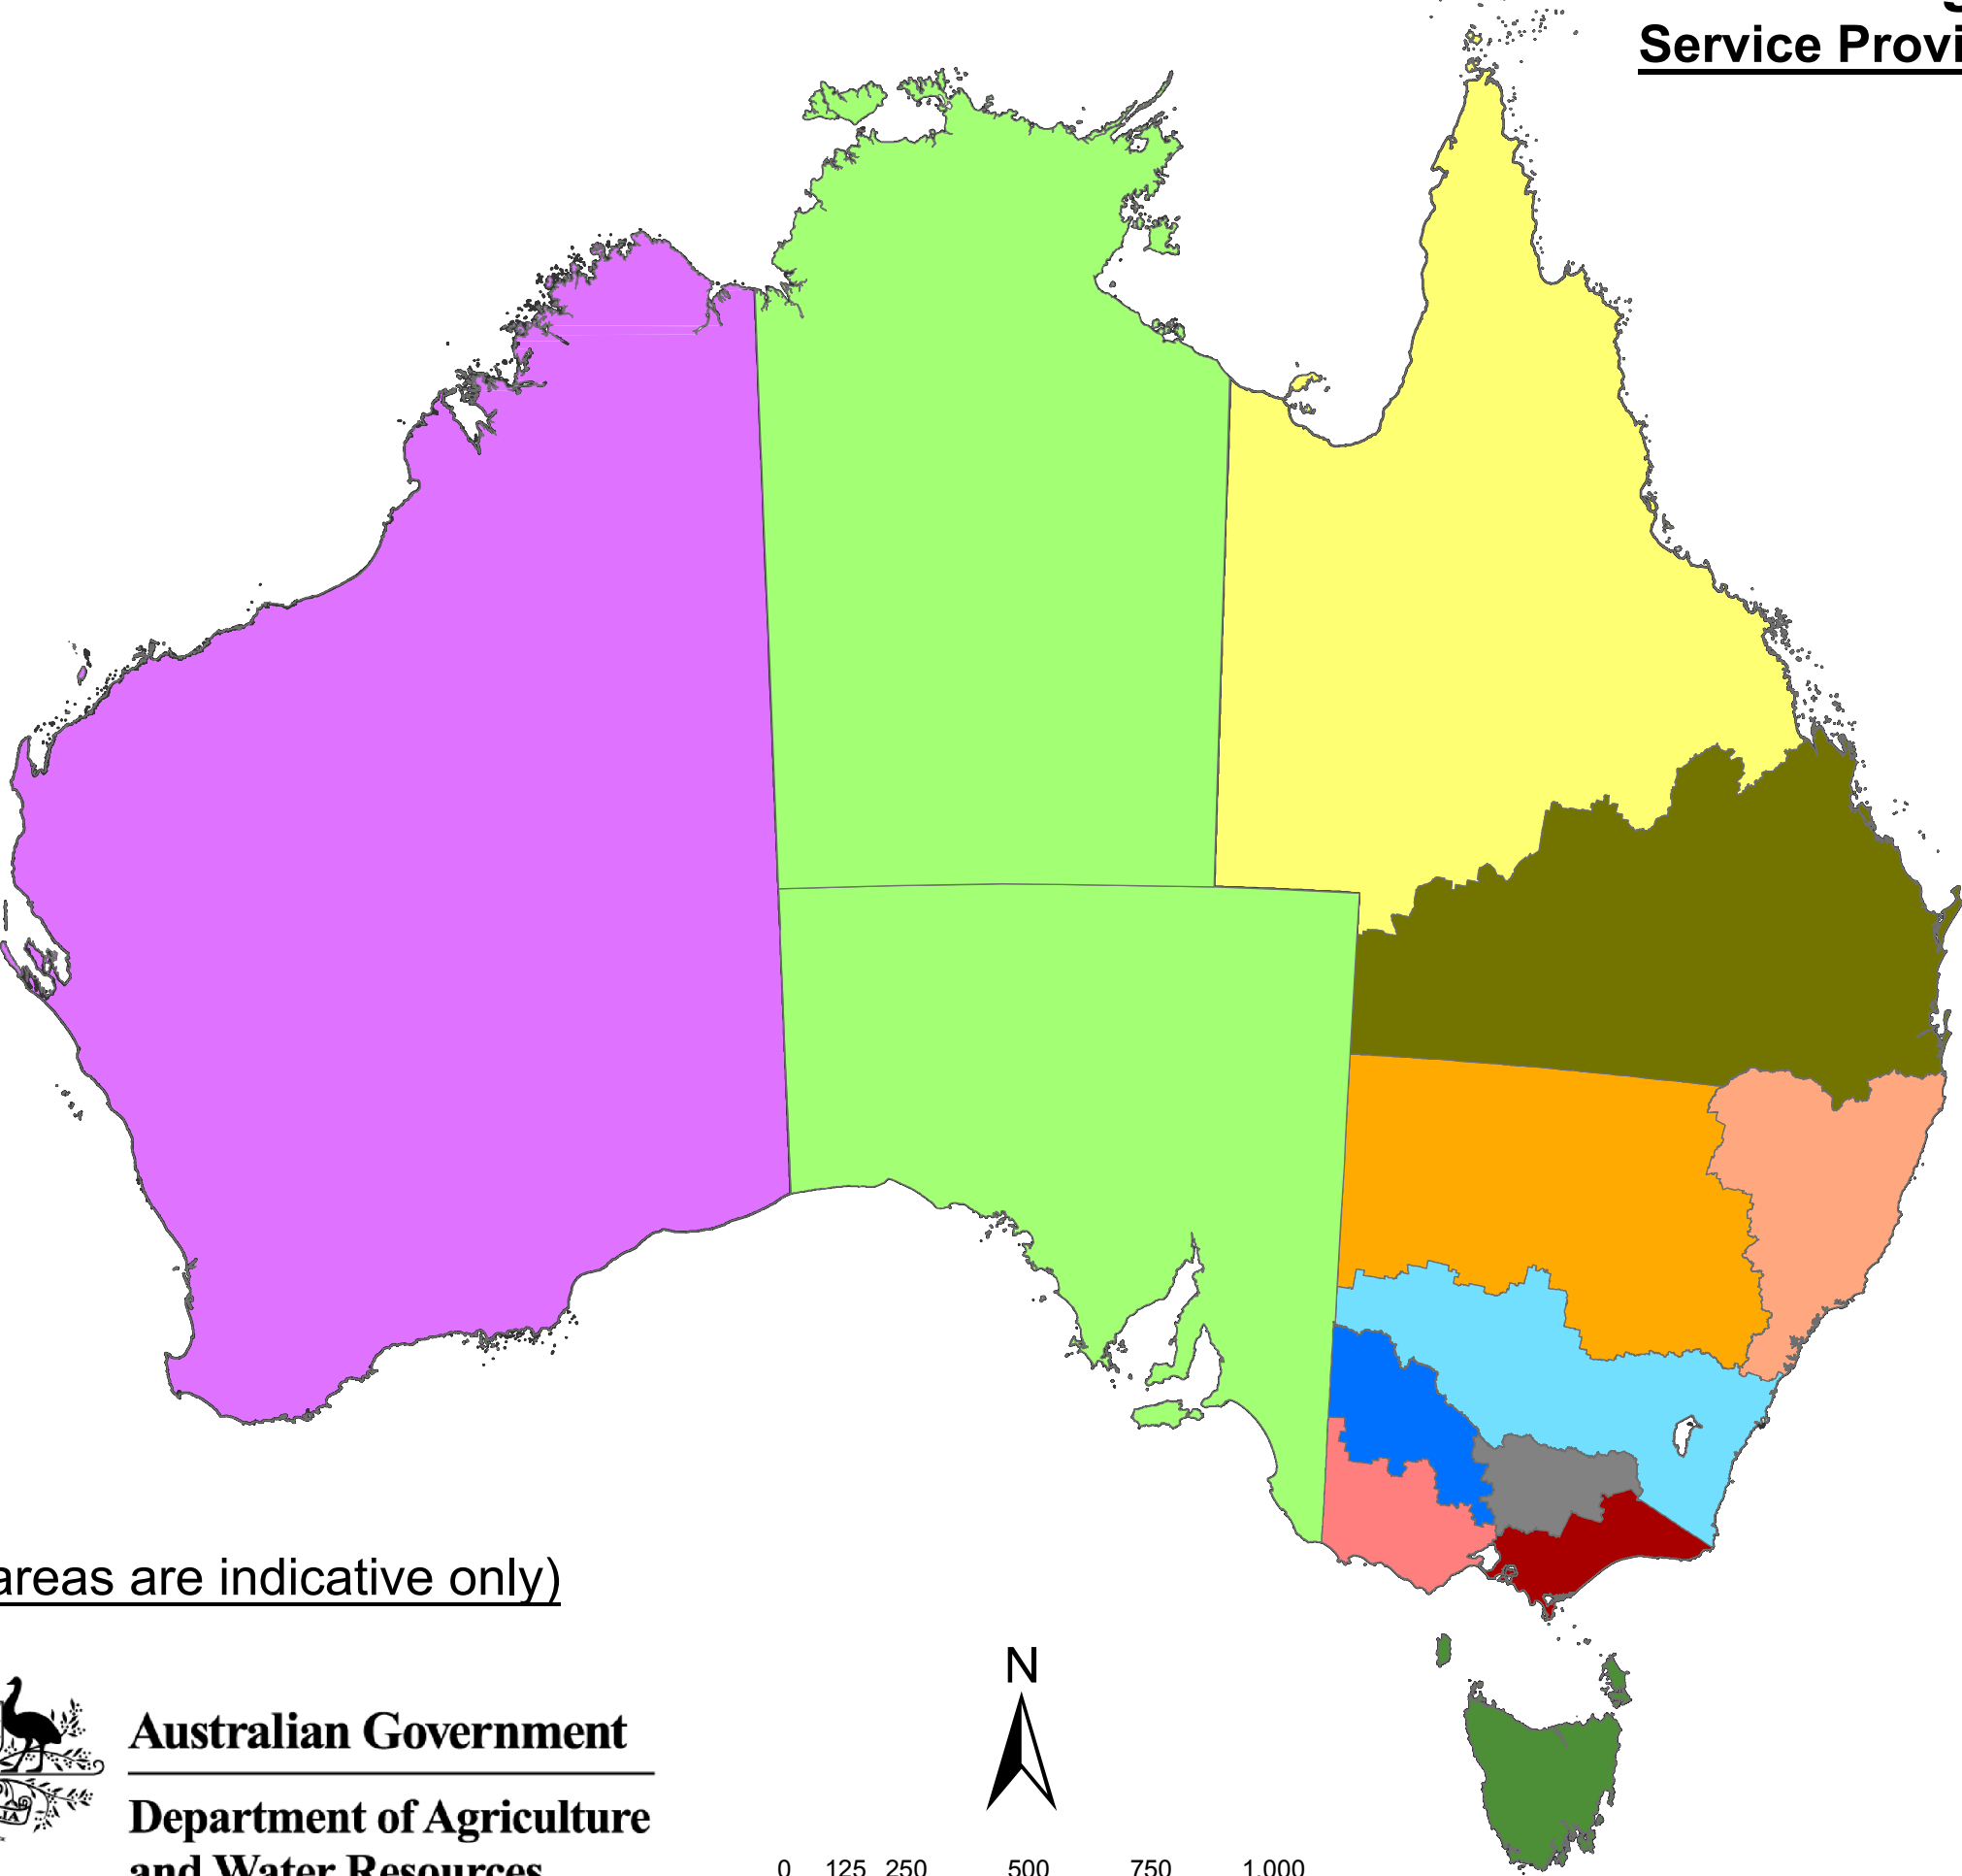 Service Provi
areas are indicative only)
N
Australian Government
Department of Agriculture
and Water Resources
0 125 250 500 750 1,000